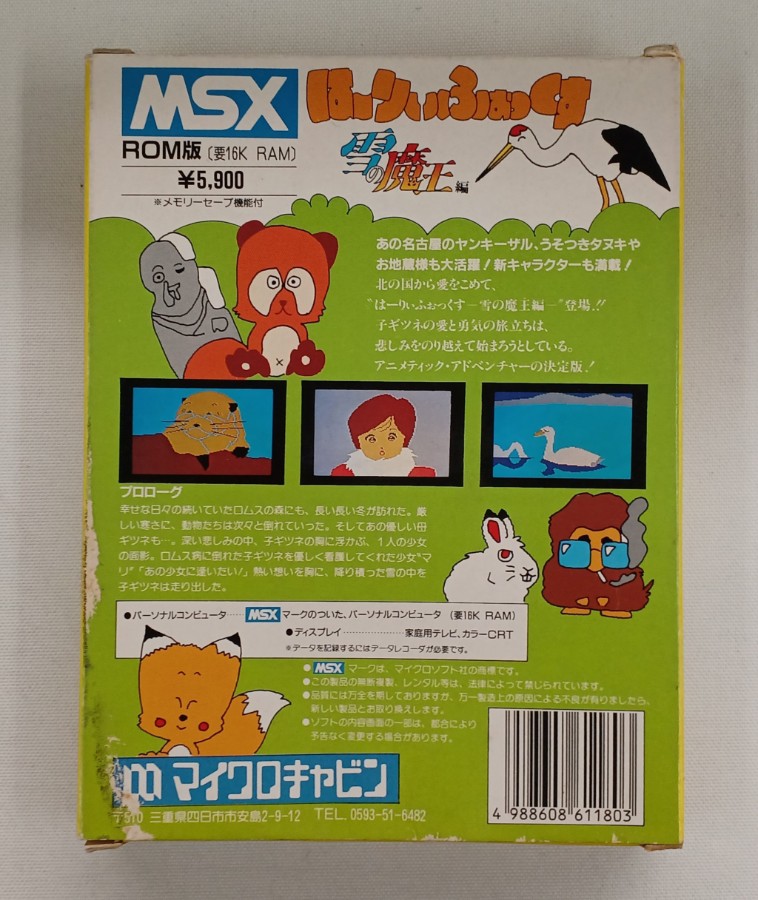 MSX
ROM版〔要16K RAM〕
¥5,900
※メモリーセーブ機能付
はーりぃふぉっくす
雪の魔王編
あの名古屋のヤンキーザル、うそつきタヌキや
お地蔵様も大活躍！新キャラクターも満載！
北の国から愛をこめて、
“はーりぃふぉっくす－雪の魔王編－”登場!!
子ギツネの愛と勇気の旅立ちは、
悲しみをのり越えて始まろうとしている。
アニメティック・アドベンチャーの決定版!
プロローグ
幸せな日々の続いていたロムスの森にも、長い長い冬が訪れた。厳
しい寒さに、動物たちは次々と倒れていった。そしてあの優しい母
ギツネも…。深い悲しみの中、子ギツネの胸に浮かぶ、1人の少女
の面影。ロムス病に倒れた子ギツネを優しく看護してくれた少女“マ
リ”「あの少女に逢いたい！」熱い想いを胸に、降り積った雪の中を
子ギツネは走り出した。
●パーソナルコンピュータ……MSXマークのついた、パーソナルコンピュータ〔要16K RAM〕
●ディスプレイ………………家庭用テレビ、カラーCRT
※データを記録するにはデータレコーダが必要です。
●MSXマークは、マイクロソフト社の商標です。
●この製品の無断複製、レンタル等は、法律によって禁じられています。
●品質には万全を期しておりますが、万一製造上の原因による不良が有りましたら、
新しい製品とお取り換えします。
●ソフトの内容画面の一部は、都合により
予告なく変更する場合があります。
マイクロキャビン
〒510 三重県四日市市安島2-9-12 TEL. 0593-51-6482
4 988608 611803